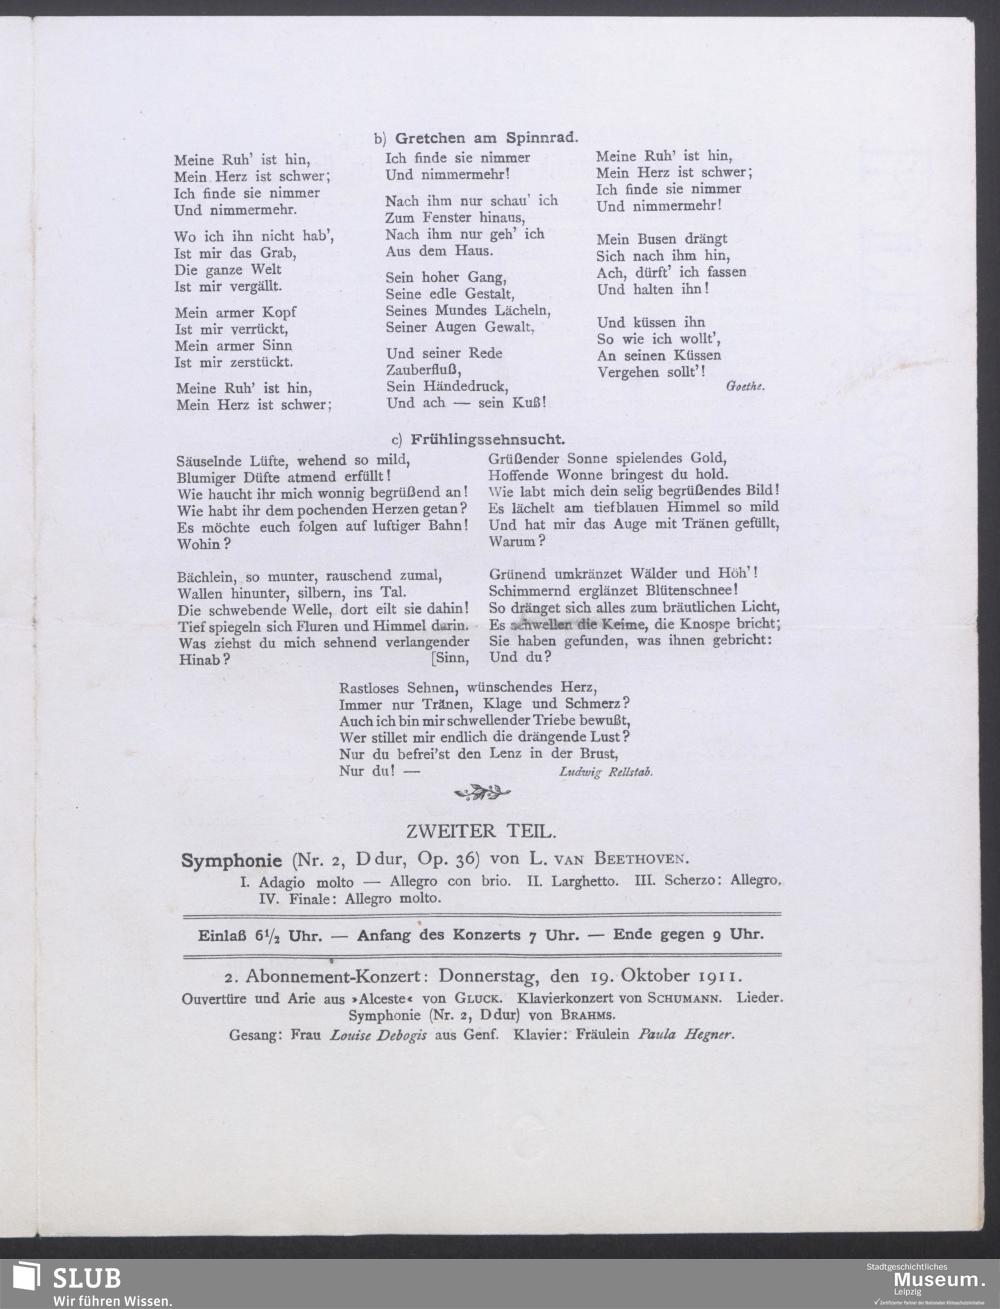 b) Gretchen am Spinnrad.
Meine Ruh' ist hin,
Mein Herz ist schwer;
Ich finde sie nimmer
Und nimmermehr.
Wo ich ihn nicht hab',
Ist mir das Grab,
Die ganze Welt
Ist mir vergällt.
Mein armer Kopf
Ist mir verrückt,
Mein armer Sinn
Ist mir zerstückt.
Meine Ruh' ist hin,
Mein Herz ist schwer;
Ich finde sie nimmer
Und nimmermehr!
Nach ihm nur schau' ich
Zum Fenster hinaus,
Nach ihm nur geh' ich
Aus dem Haus.
Sein hoher Gang,
Seine edle Gestalt,
Seines Mundes Lächeln,
Seiner Augen Gewalt,
Und seiner Rede
Zauberfluß,
Sein Händedruck,
Und ach — sein Kuß!
Meine Ruh' ist hin,
Mein Herz ist schwer;
Ich finde sie nimmer
Und nimmermehr!
Mein Busen drängt
Sich nach ihm hin,
Ach, dürft' ich fassen
Und halten ihn!
Und küssen ihn
So wie ich wollt',
An seinen Küssen
Vergehen sollt'!
Goethe.
c) Frühlingssehnsucht.
Säuselnde Lüfte, wehend so mild,
Blumiger Düfte atmend erfüllt!
Wie haucht ihr mich wonnig begrüßend an!
Wie habt ihr dem pochenden Herzen getan?
Es möchte euch folgen auf luftiger Bahn!
Wohin?
Bächlein, so munter, rauschend zumal,
Wallen hinunter, silbern, ins Tal.
Die schwebende Welle, dort eilt sie dahin!
Tief spiegeln sich Fluren und Himmel darin.
Was ziehst du mich sehnend verlangender
Hinab? [Sinn,
Grüßender Sonne spielendes Gold,
Hoffende Wonne bringest du hold.
Wie labt mich dein selig begrüßendes Bild!
Es lächelt am tiefblauen Himmel so mild
Und hat mir das Auge mit Tränen gefüllt,
Warum?
Grünend umkränzet Wälder und Höh'!
Schimmernd erglänzet Blütenschnee!
So dränget sich alles zum bräutlichen Licht,
Es schwellen die Keime, die Knospe bricht;
Sie haben gefunden, was ihnen gebricht:
Und du?
Rastloses Sehnen, wünschendes Herz,
Immer nur Tränen, Klage und Schmerz?
Auch ich bin mir schwellender Triebe bewußt,
Wer stillet mir endlich die drängende Lust?
Nur du befrei'st den Lenz in der Brust,
Nur du! —
Ludwig Rellstab.
ZWEITER TEIL.
Symphonie (Nr. 2, Ddur, Op. 36) von L. VAN BEETHOVEN.
I. Adagio molto — Allegro con brio. II. Larghetto. III. Scherzo: Allegro.
IV. Finale: Allegro molto.
Einlaß 6½ Uhr. — Anfang des Konzerts 7 Uhr. — Ende gegen 9 Uhr.
2. Abonnement-Konzert: Donnerstag, den 19. Oktober 1911.
Ouvertüre und Arie aus »Alceste« von GLUCK. Klavierkonzert von SCHUMANN. Lieder.
Symphonie (Nr. 2, Ddur) von BRAHMS.
Gesang: Frau Louise Debogis aus Genf. Klavier: Fräulein Paula Hegner.
SLUB
Wir führen Wissen.
Stadtgeschichtliches
Museum.
Leipzig
✓ Zertifizierter Partner der Nationalen Klimaschutzinitiative